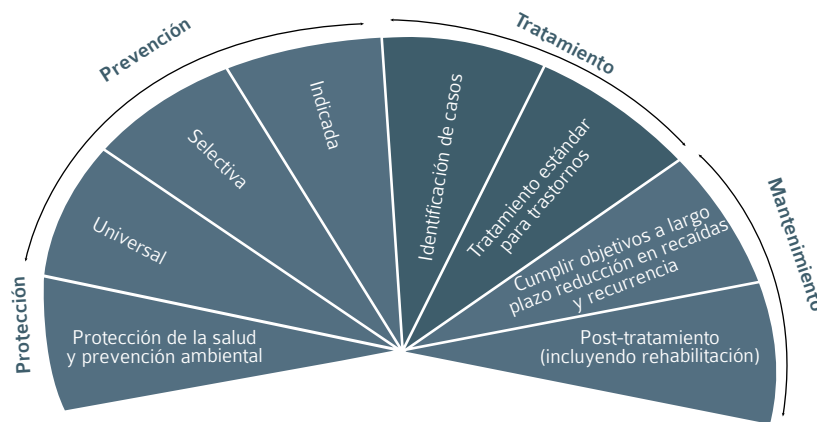 Prevención
Tratamiento
Mantenimiento
Protección
Protección de la salud
y prevención ambiental
Universal
Selectiva
Indicada
Identificación de casos
Tratamiento estándar
para trastornos
Cumplir objetivos a largo
plazo reducción en recaídas
y recurrencia
Post-tratamiento
(incluyendo rehabilitación)